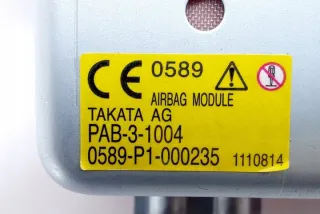 CE 0589
AIRBAG MODULE
TAKATA AG
PAB-3-1004
0589-P1-000235 1110814